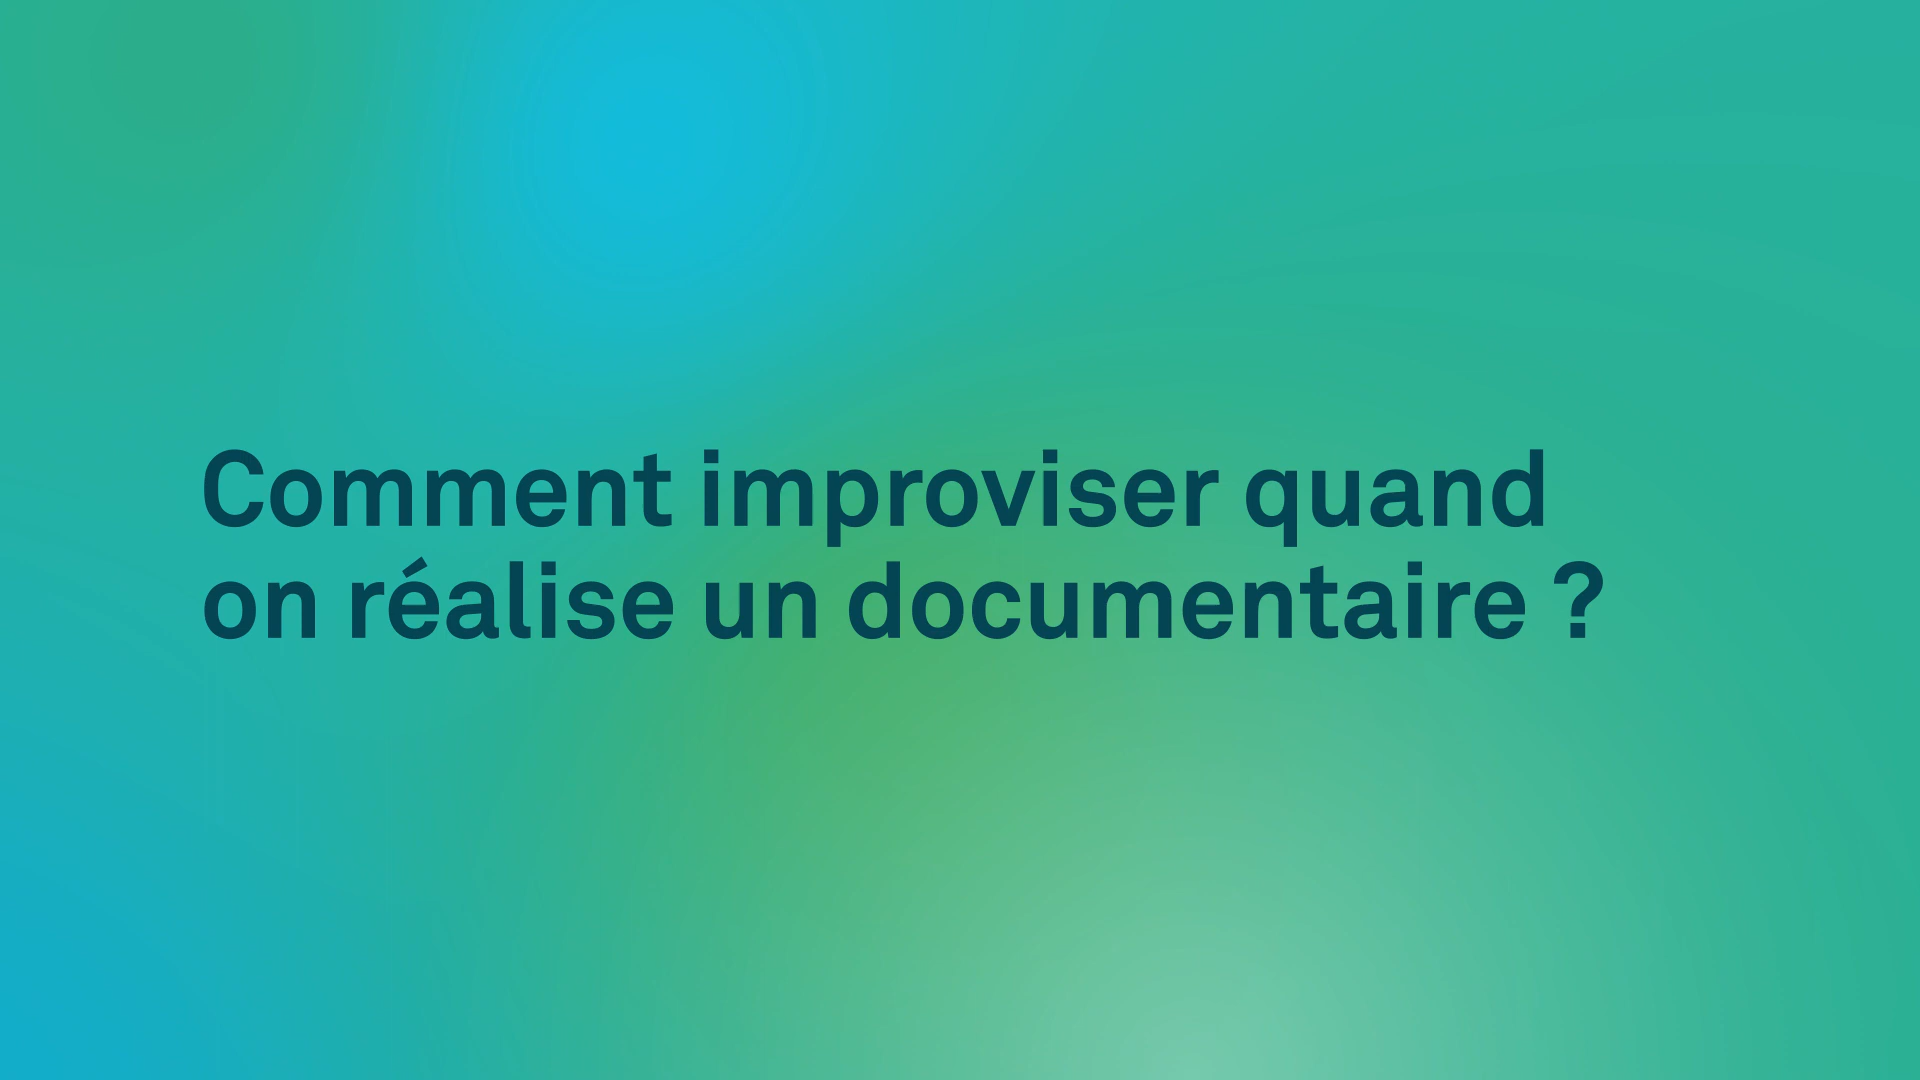 Comment improviser quand
on réalise un documentaire ?